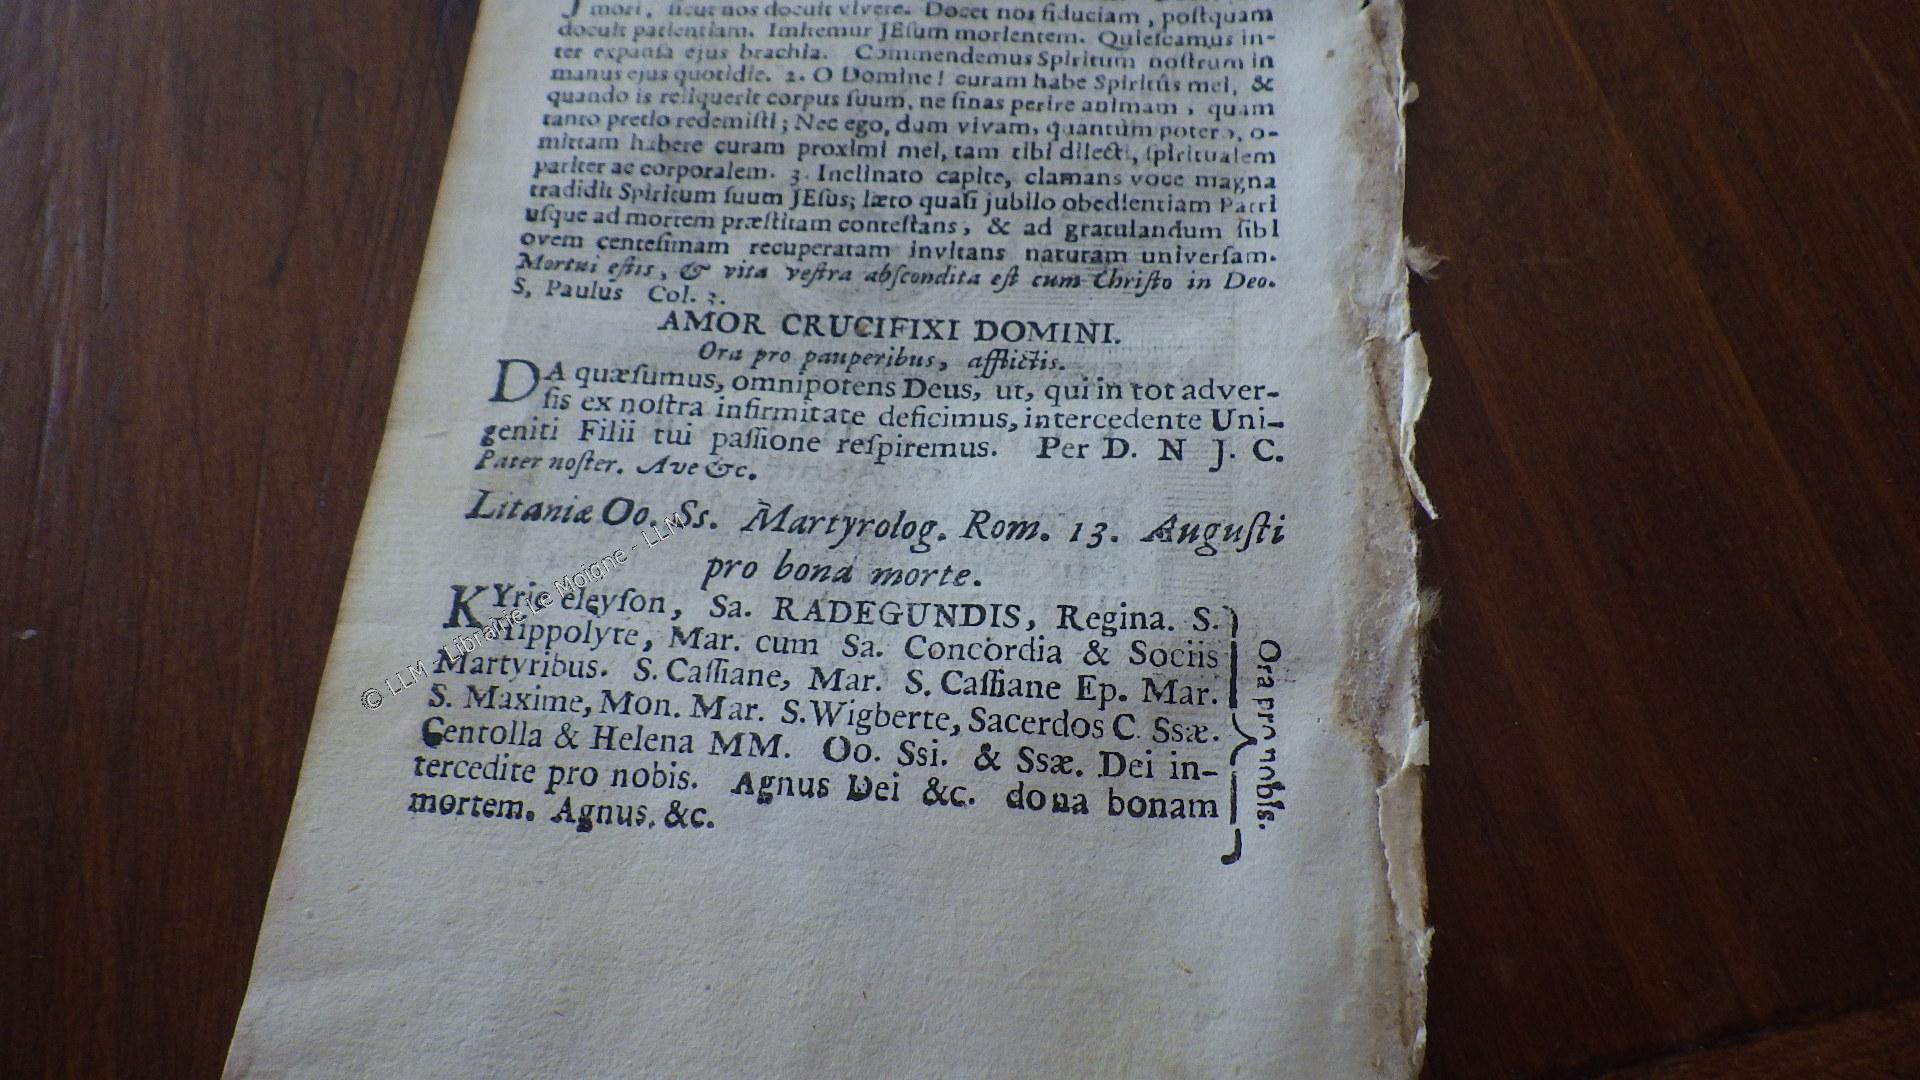 mori, sicut nos docuit vivere. Docet nos fiduciam, postquam
docuit patientiam. Imitemur JEsum morientem. Quiescamus in-
ter expansa ejus brachia. Commendemus Spiritum nostrum in
manus ejus quotidie. 2. O Domine! curam habe Spiritûs mei, &
quando is reliquerit corpus suum, ne sinas perire animam, quam
tanto pretio redemisti; Nec ego, dum vivam, quantùm potero, o-
mittam habere curam proximi mei, tam tibi dilecti, spiritualem
pariter ac corporalem. 3. Inclinato capite, clamans voce magna
tradidit Spiritum suum JEsus; læto quasi jubilo obedientiam Patri
usque ad mortem præstitam contestans, & ad gratulandum sibi
ovem centesimam recuperatam invitans naturam universam.
Mortui estis, & vita vestra abscondita est cum Christo in Deo.
S, Paulus Col. 3.
AMOR CRUCIFIXI DOMINI.
Ora pro pauperibus, afflictis.
DA quæsumus, omnipotens Deus, ut, qui in tot adver-
sis ex nostra infirmitate deficimus, intercedente Uni-
geniti Filii tui passione respiremus. Per D. N J. C.
Pater noster. Ave &c.
Litaniæ Oo. Ss. Martyrolog. Rom. 13. Augusti
pro bona morte.
KYrie eleyson, Sa. RADEGUNDIS, Regina. S.
Hippolyte, Mar. cum Sa. Concordia & Sociis
Martyribus. S. Cassiane, Mar. S. Cassiane Ep. Mar.
S. Maxime, Mon. Mar. S. Wigberte, Sacerdos C. Ssæ.
Centolla & Helena MM. Oo. Ssi. & Ssæ. Dei in-
tercedite pro nobis. Agnus Dei &c. dona bonam
mortem. Agnus. &c.
Ora pro nobis.
© LLM - Librairie Le Moigne - LLM